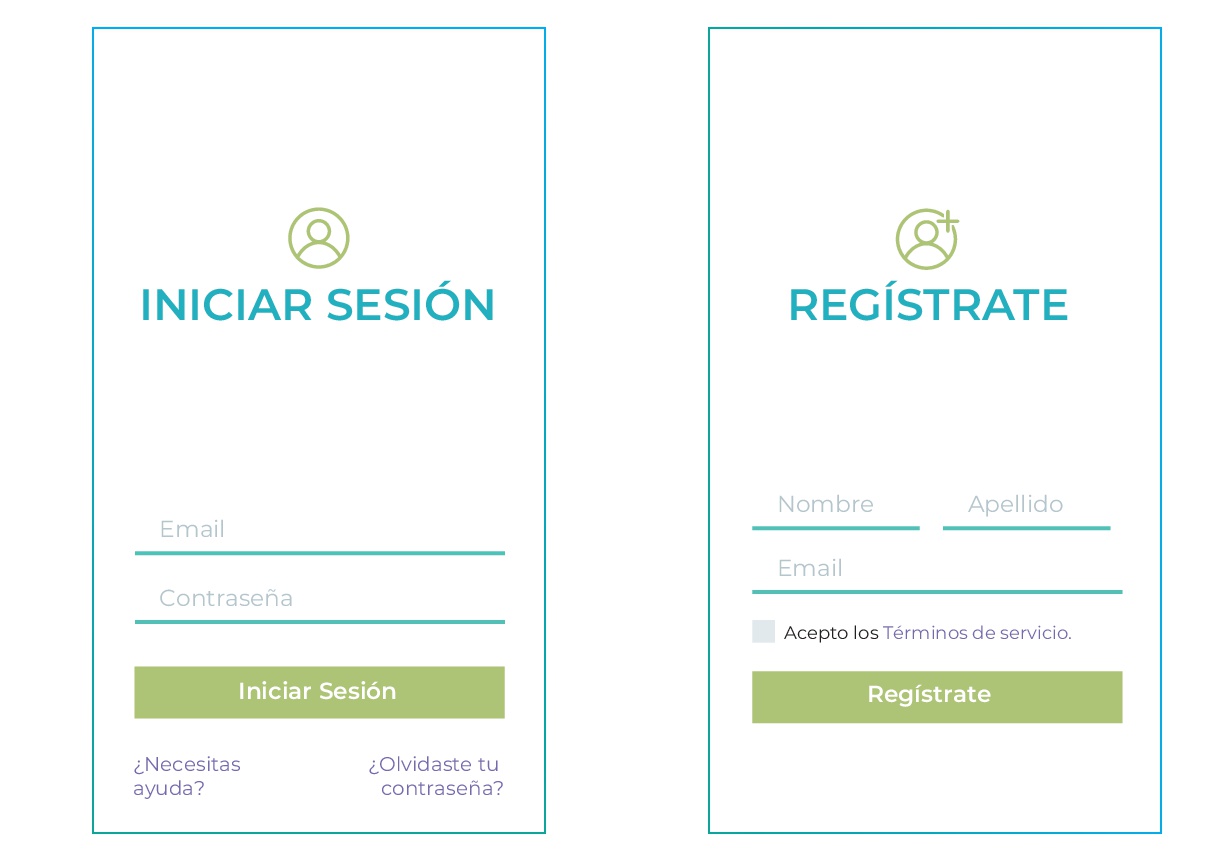 INICIAR SESIÓN
Email
Contraseña
Iniciar Sesión
¿Necesitas
ayuda?
¿Olvidaste tu
contraseña?
REGÍSTRATE
Nombre Apellido
Email
Acepto los Términos de servicio.
Regístrate